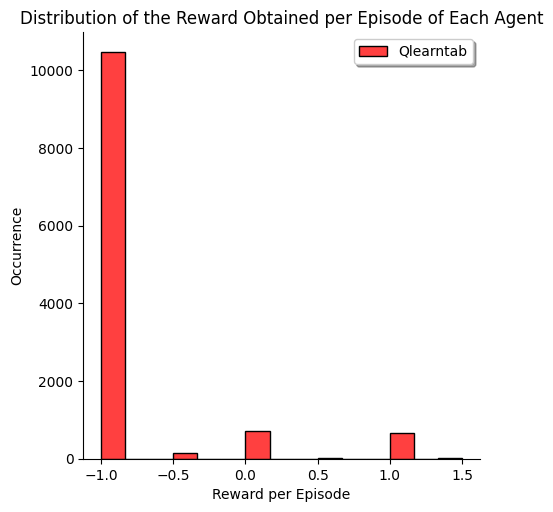 Distribution of the Reward Obtained per Episode of Each Agent
Qlearntab
10000
8000
6000
4000
2000
0
Occurrence
−1.0 −0.5 0.0 0.5 1.0 1.5
Reward per Episode